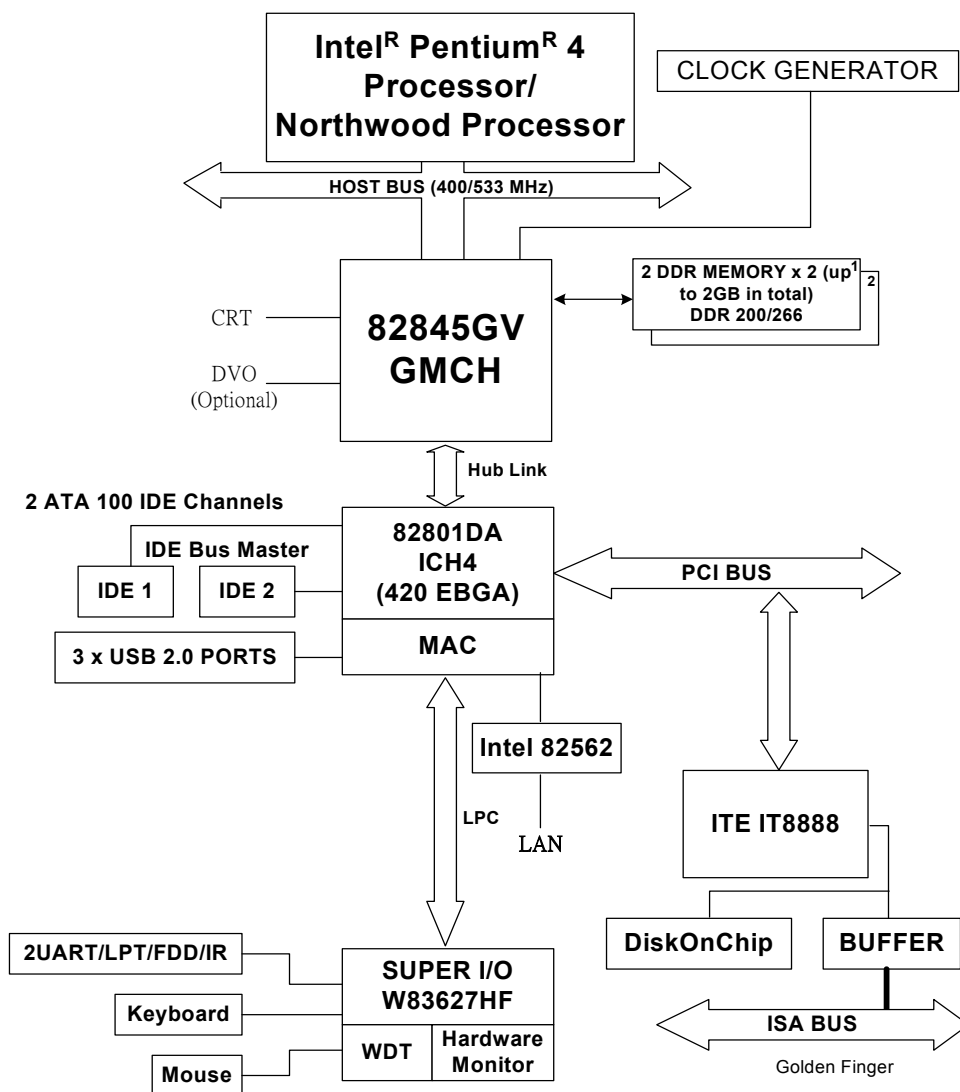 Intel^R Pentium^R 4
Processor/
Northwood Processor
CLOCK GENERATOR
HOST BUS (400/533 MHz)
2 DDR MEMORY x 2 (up
to 2GB in total)
DDR 200/266
1
2
82845GV
GMCH
CRT
DVO
(Optional)
Hub Link
2 ATA 100 IDE Channels
IDE Bus Master
IDE 1
IDE 2
82801DA
ICH4
(420 EBGA)
MAC
PCI BUS
3 x USB 2.0 PORTS
Intel 82562
LPC
LAN
ITE IT8888
DiskOnChip
BUFFER
2UART/LPT/FDD/IR
SUPER I/O
W83627HF
Keyboard
WDT
Hardware
Monitor
Mouse
ISA BUS
Golden Finger